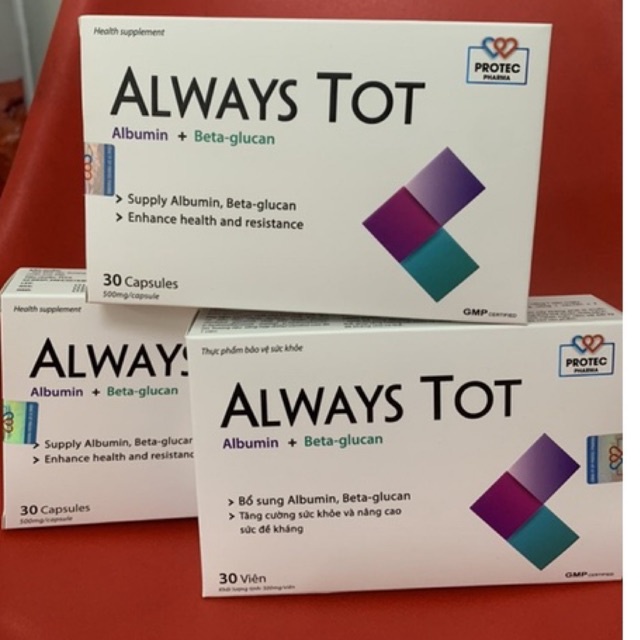 Health supplement
PROTEC
PHARMA
ALWAYS TOT
Albumin + Beta-glucan
> Supply Albumin, Beta-glucan
> Enhance health and resistance
30 Capsules
500mg/capsule
GMP CERTIFIED
Health supplement
ALWAYS
Albumin + Beta-glucan
> Supply Albumin, Beta-glucan
> Enhance health and resistanc
30 Capsules
500mg/capsule
Thực phẩm bảo vệ sức khỏe
PROTEC
PHARMA
ALWAYS TOT
Albumin + Beta-glucan
> Bổ sung Albumin, Beta-glucan
> Tăng cường sức khỏe và nâng cao
sức đề kháng
30 Viên
GMP CERTIFIED